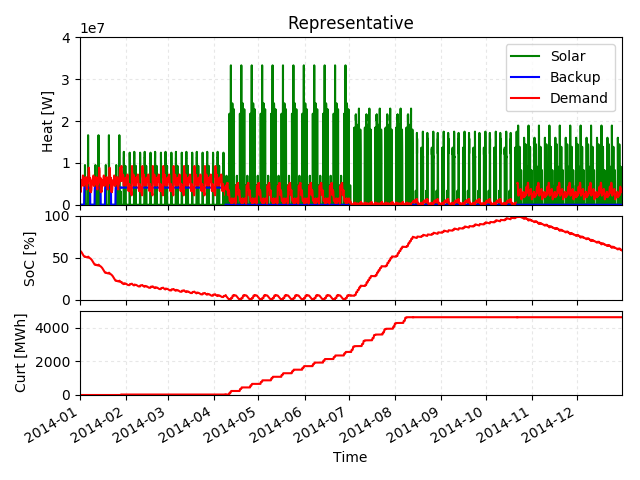 Representative
1e7
4
3
2
1
0
Heat [W]
Solar
Backup
Demand
100
50
0
SoC [%]
4000
2000
0
Curt [MWh]
2014-01
2014-02
2014-03
2014-04
2014-05
2014-06
2014-07
2014-08
2014-09
2014-10
2014-11
2014-12
Time